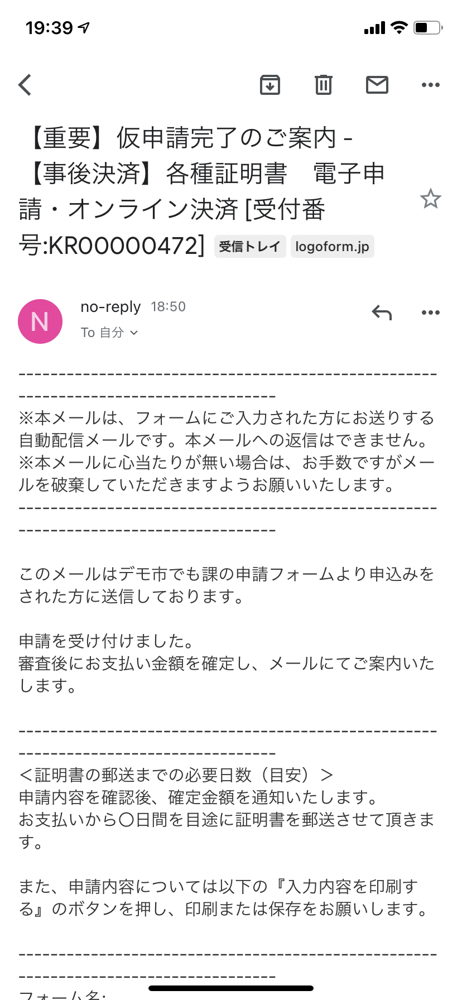 19:39
【重要】仮申請完了のご案内 -
【事後決済】各種証明書　電子申
請・オンライン決済 [受付番
号:KR00000472] 受信トレイ logoform.jp
N
no-reply 18:50
To 自分
--------------------------------------------------
-------------------------------
※本メールは、フォームにご入力された方にお送りする
自動配信メールです。本メールへの返信はできません。
※本メールに心当たりが無い場合は、お手数ですがメー
ルを破棄していただきますようお願いいたします。
--------------------------------------------------
-------------------------------
このメールはデモ市でも課の申請フォームより申込みを
された方に送信しております。
申請を受け付けました。
審査後にお支払い金額を確定し、メールにてご案内いた
します。
--------------------------------------------------
-------------------------------
＜証明書の郵送までの必要日数（目安）＞
申請内容を確認後、確定金額を通知いたします。
お支払いから〇日間を目途に証明書を郵送させて頂きま
す。
また、申請内容については以下の『入力内容を印刷す
る』のボタンを押し、印刷または保存をお願いします。
--------------------------------------------------
-------------------------------
フォーム名: